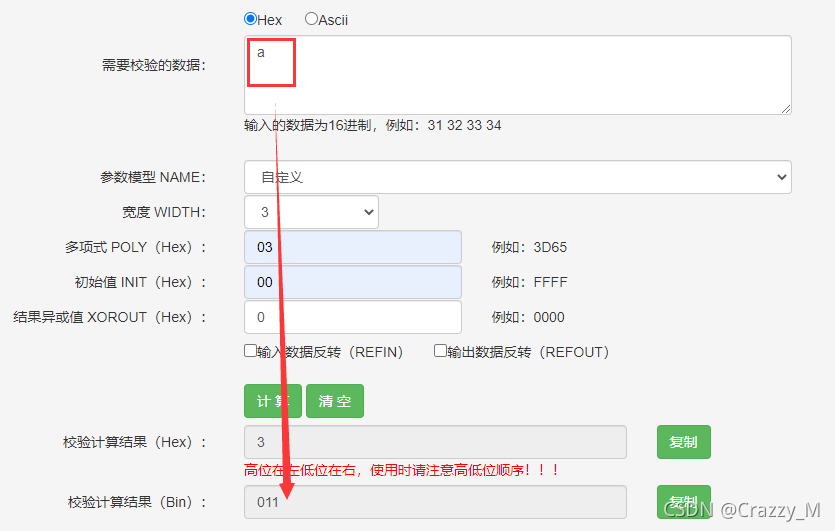 Hex Ascii
需要校验的数据： a
输入的数据为16进制，例如：31 32 33 34
参数模型 NAME： 自定义
宽度 WIDTH： 3
多项式 POLY（Hex）： 03 例如：3D65
初始值 INIT（Hex）： 00 例如：FFFF
结果异或值 XOROUT（Hex）： 0 例如：0000
输入数据反转（REFIN） 输出数据反转（REFOUT）
计算 清空
校验计算结果（Hex）： 3 复制
高位在左低位在右，使用时请注意高低位顺序！！！
校验计算结果（Bin）： 011 复制
CSDN @Crazzy_M